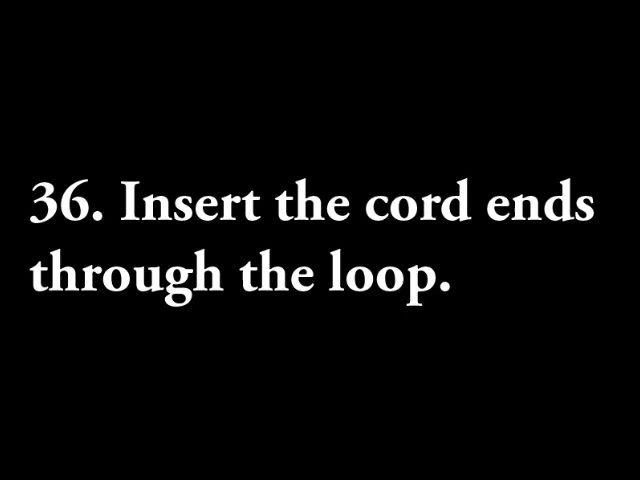 36. Insert the cord ends
through the loop.